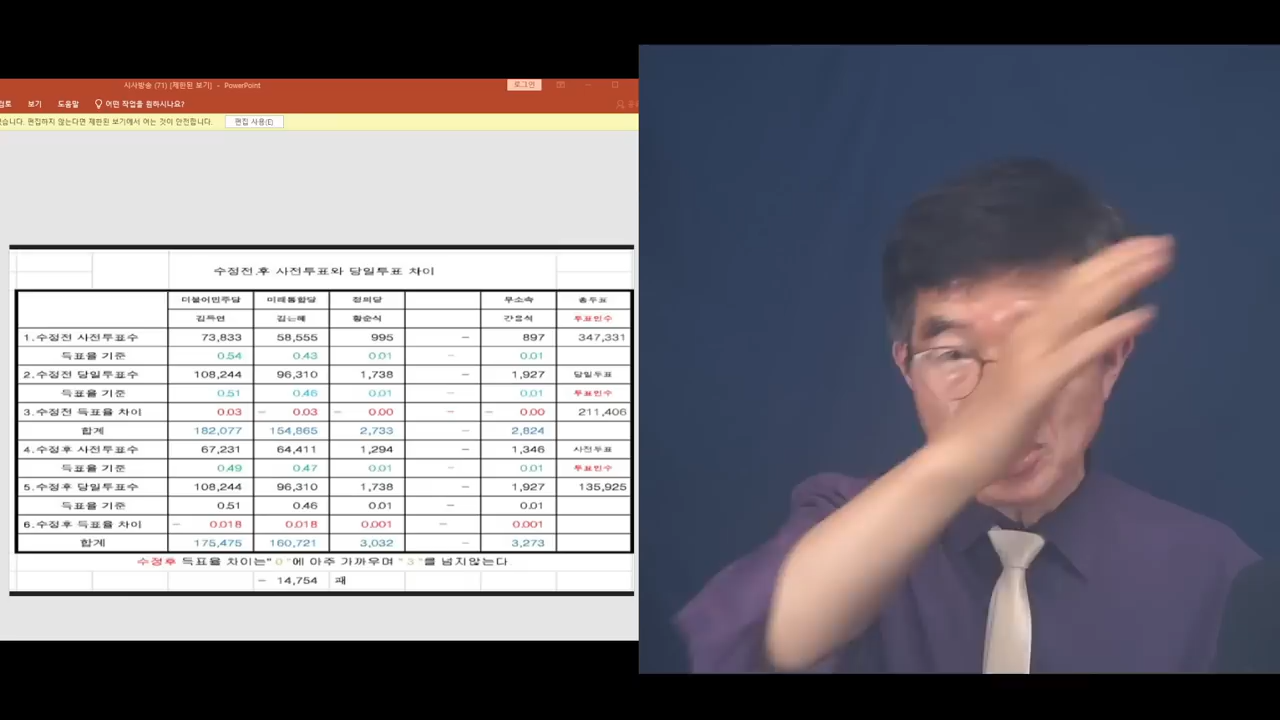 시사방송 (71) [제한된 보기] - PowerPoint 로그인
검토 보기 도움말 어떤 작업을 원하시나요?
있습니다. 편집하지 않는다면 제한된 보기에서 여는 것이 안전합니다. 편집 사용(E)
수정전.후 사전투표와 당일투표 차이
더불어민주당 미래통합당 정의당 무소속 총투표
황순식 투표인수
1.수정전 사전투표수 73,833 58,555 995 – 897 347,331
득표율 기준 0.54 0.43 0.01 – 0.01
2.수정전 당일투표수 108,244 96,310 1,738 – 1,927 당일투표
득표율 기준 0.51 0.46 0.01 – 0.01 투표인수
3.수정전 득표율 차이 0.03 – 0.03 – 0.00 – – 0.00 211,406
합계 182,077 154,865 2,733 – 2,824
4.수정후 사전투표수 67,231 64,411 1,294 – 1,346 사전투표
득표율 기준 0.49 0.47 0.01 – 0.01 투표인수
5.수정후 당일투표수 108,244 96,310 1,738 – 1,927 135,925
득표율 기준 0.51 0.46 0.01 – 0.01
6.수정후 득표율 차이 – 0.018 0.018 0.001 – 0.001
합계 175,475 160,721 3,032 – 3,273
수정후 득표율 차이는"0"에 아주 가까우며 "3"를 넘지않는다
– 14,754 패